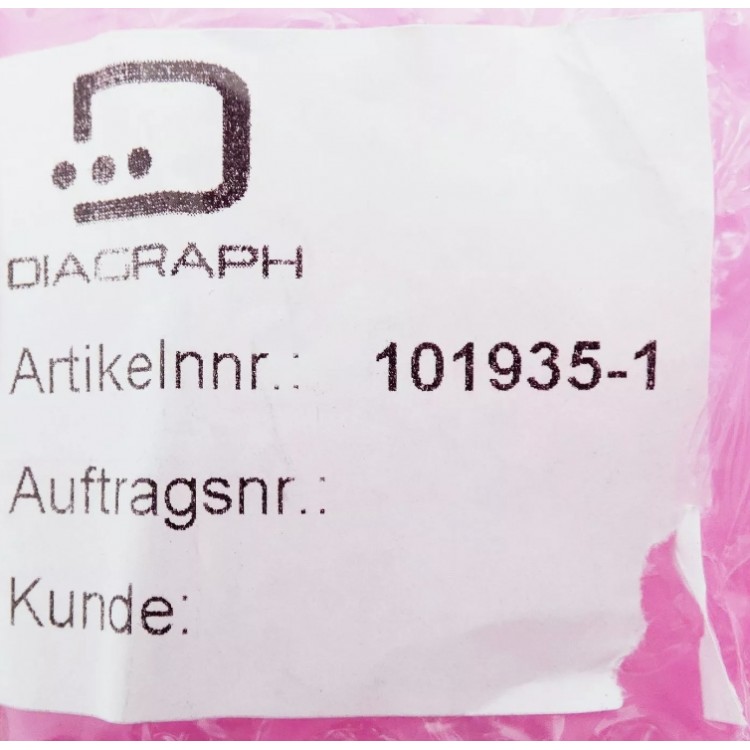 DIAGRAPH
Artikelnnr.: 101935-1
Auftragsnr.:
Kunde: